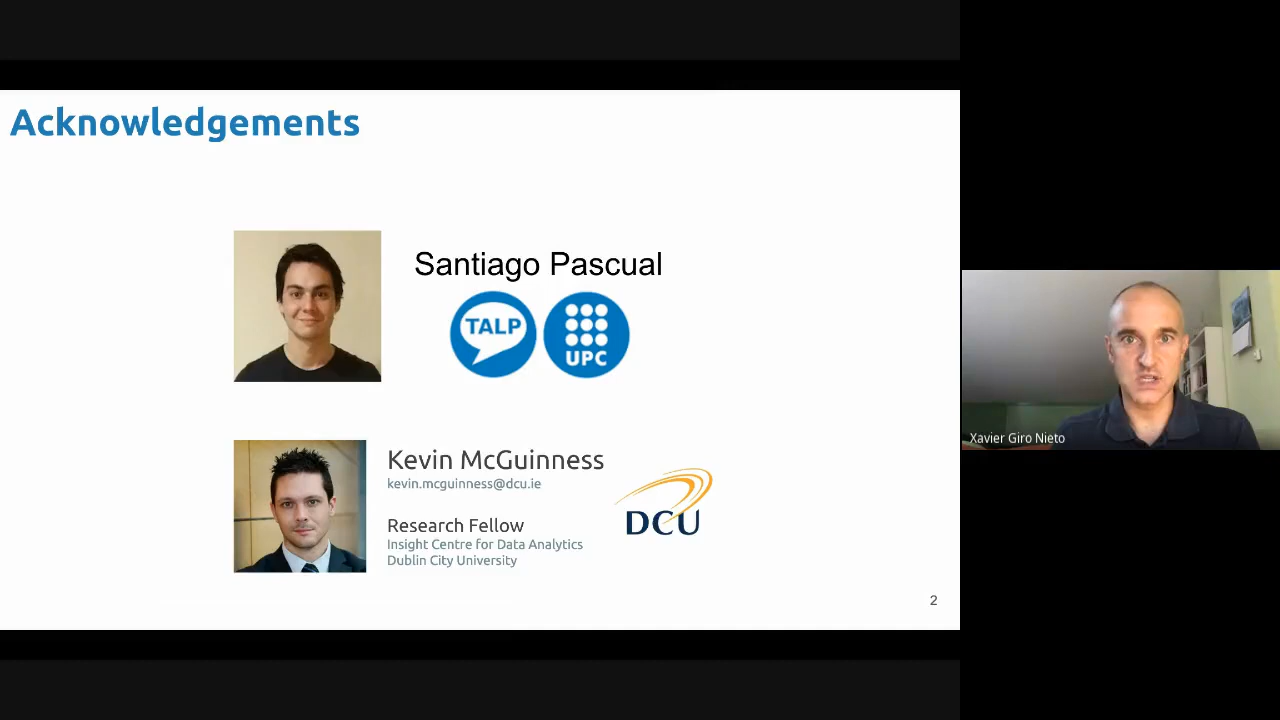 Acknowledgements
Santiago Pascual
TALP
UPC
Kevin McGuinness
kevin.mcguinness@dcu.ie
DCU
Research Fellow
Insight Centre for Data Analytics
Dublin City University
2
Xavier Giro Nieto